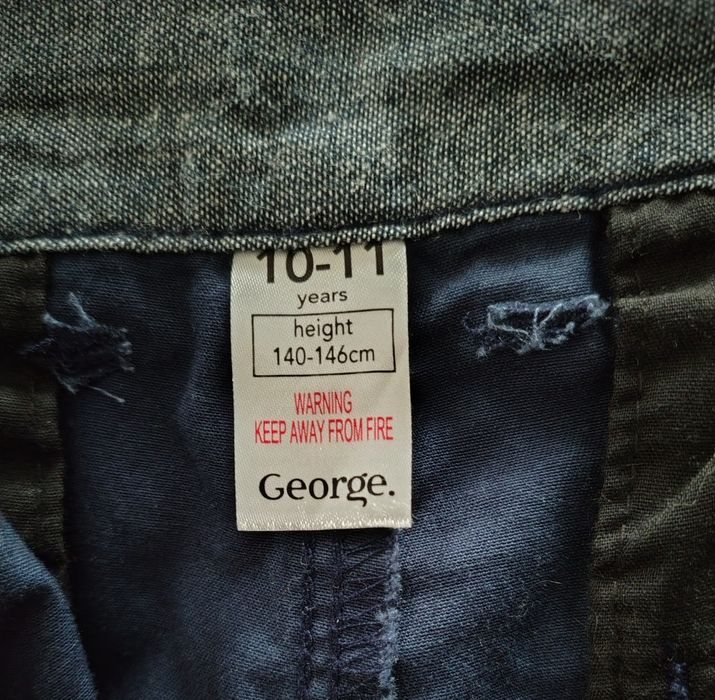 10-11
years
height
140-146cm
WARNING
KEEP AWAY FROM FIRE
George.